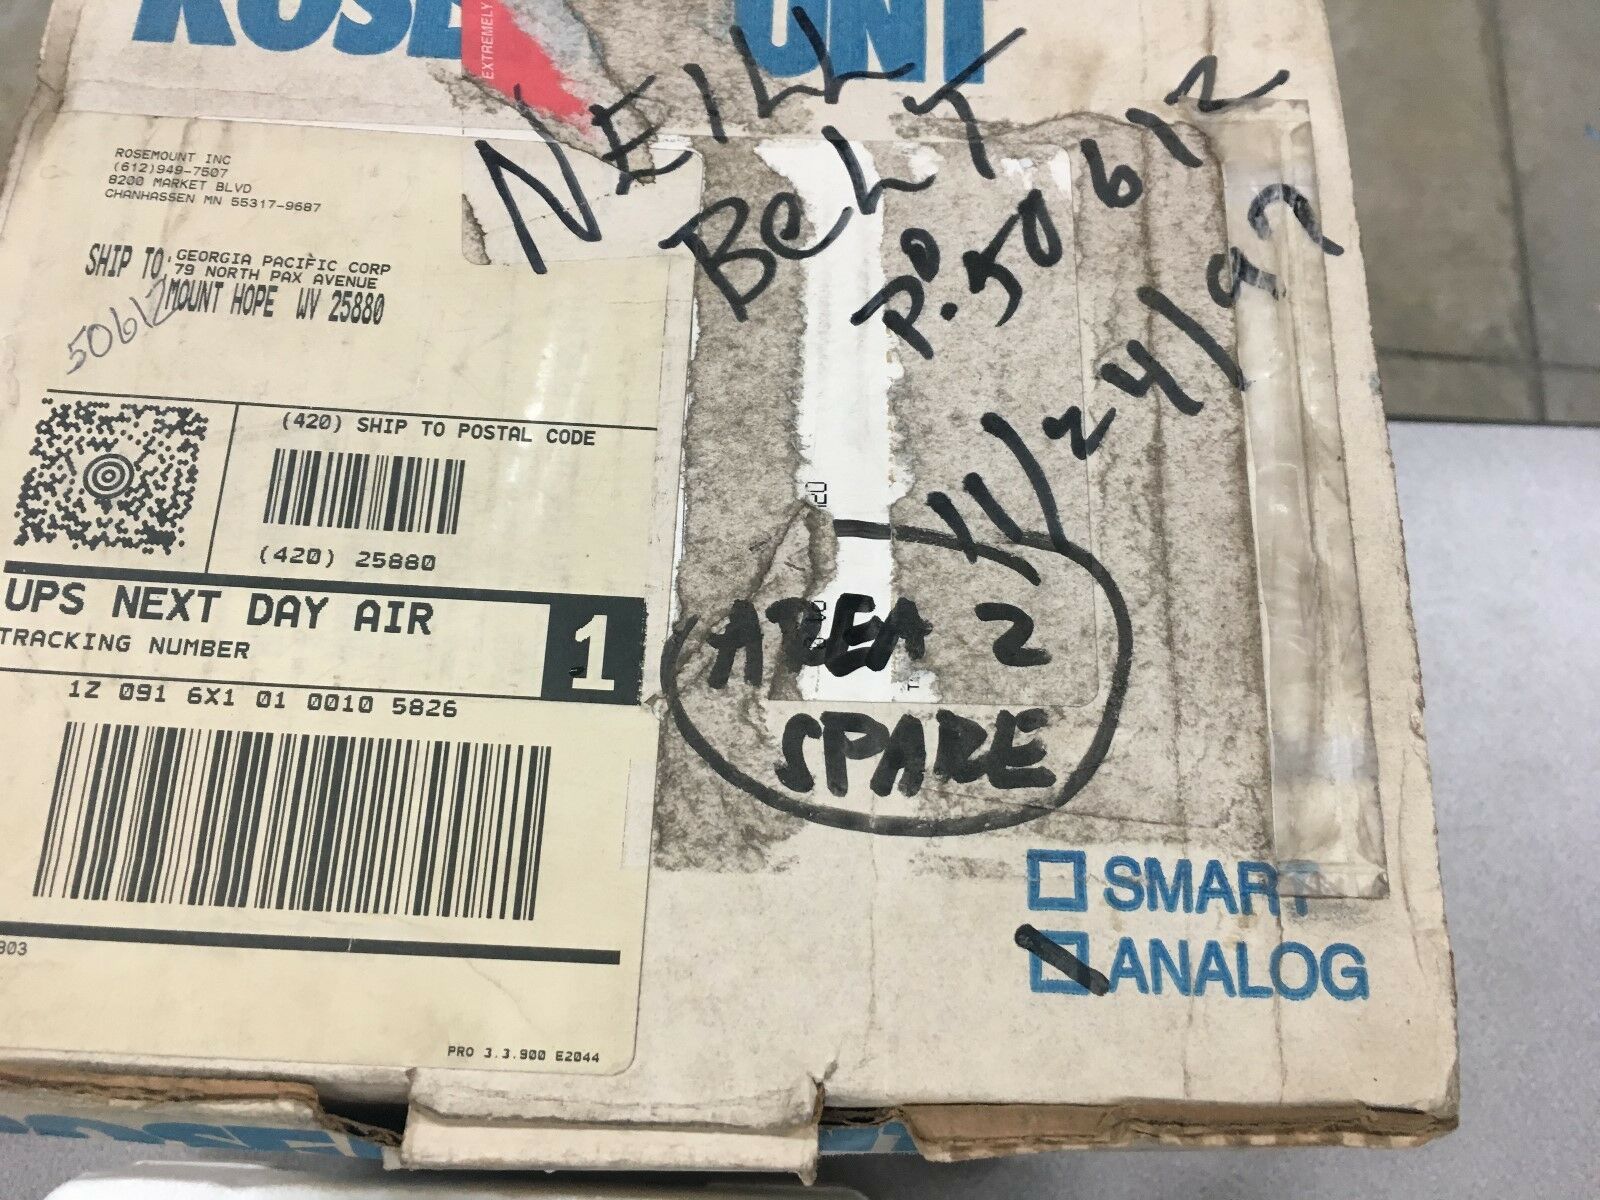 ROSEMOUNT
EXTREMELY
NEILL
BELT
P.O. 50612
11/24/97
ROSEMOUNT INC
(612)949-7507
8200 MARKET BLVD
CHANHASSEN MN 55317-9687
SHIP TO: GEORGIA PACIFIC CORP
79 NORTH PAX AVENUE
MOUNT HOPE WV 25880
50612
(420) SHIP TO POSTAL CODE
(420) 25880
UPS NEXT DAY AIR
1
TRACKING NUMBER
1Z 091 6X1 01 0010 5826
AREA 2
SPARE
SMART
ANALOG
PRO 3.3.900 E2044